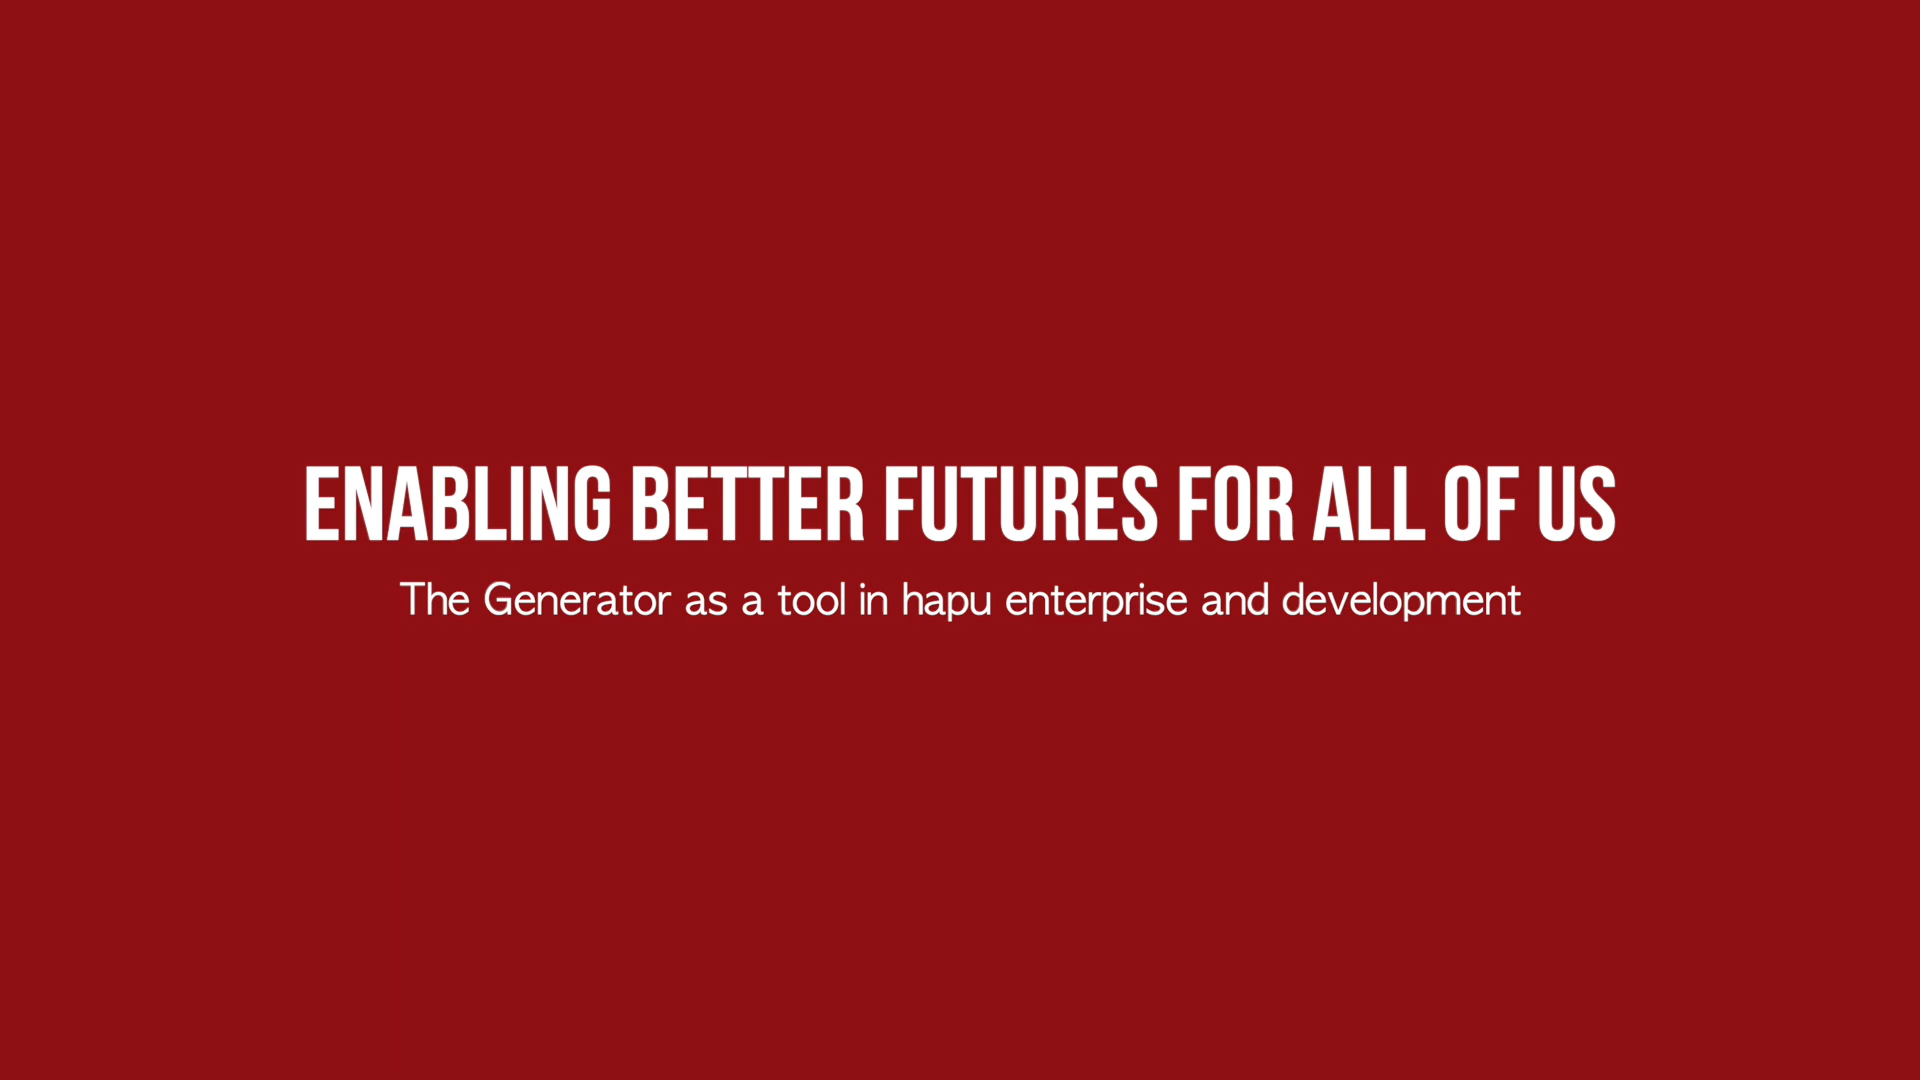 ENABLING BETTER FUTURES FOR ALL OF US
The Generator as a tool in hapu enterprise and development